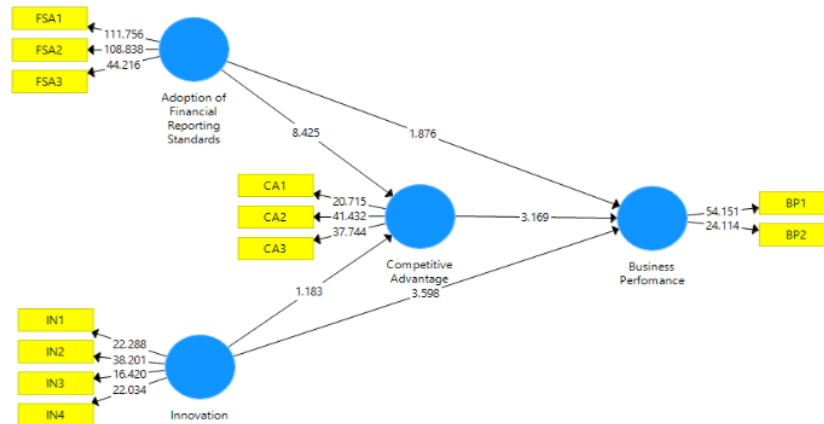 FSA1
111.756
FSA2
108.838
FSA3
44.216
Adoption of
Financial
Reporting
Standards
8.425
1.876
CA1
20.715
CA2
41.432
CA3
37.744
Competitive
Advantage
3.169
54.151
BP1
24.114
BP2
Business
Perfomance
1.183
3.598
IN1
22.288
IN2
38.201
IN3
16.420
IN4
22.034
Innovation